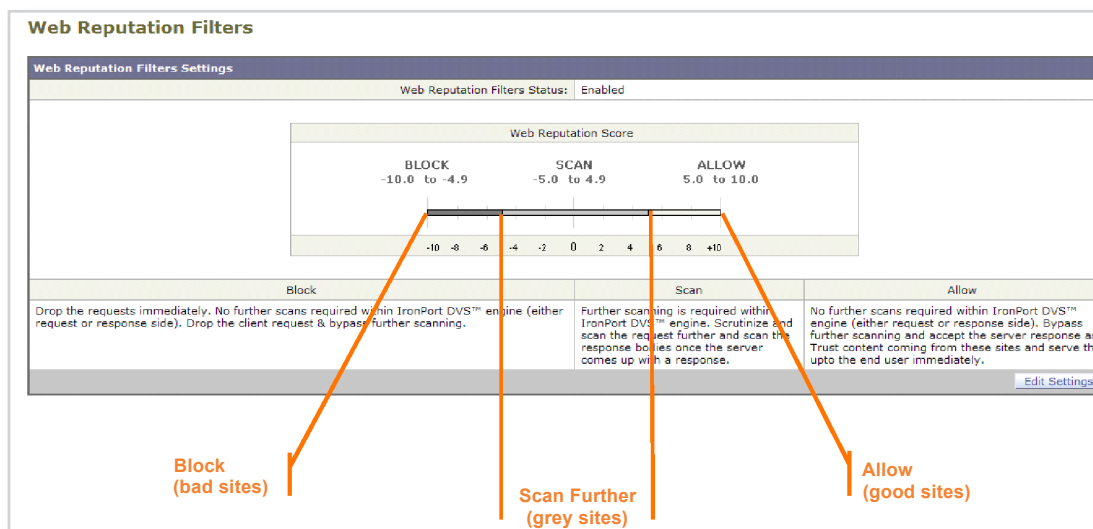 Web Reputation Filters
Web Reputation Filters Settings
Web Reputation Filters Status: Enabled
Web Reputation Score
BLOCK SCAN ALLOW
-10.0 to -4.9 -5.0 to 4.9 5.0 to 10.0
-10 -8 -6 -4 -2 0 2 4 6 8 +10
Block Scan Allow
Drop the requests immediately. No further scans required within IronPort DVS™ engine (either
request or response side). Drop the client request & bypass further scanning.
Further scanning is required within
IronPort DVS™ engine. Scrutinize and
scan the request further and scan the
response bodies once the server
comes up with a response.
No further scans required within IronPort DVS™
engine (either request or response side). Bypass
further scanning and accept the server response a
Trust content coming from these sites and serve th
upto the end user immediately.
Edit Settings
Block
(bad sites)
Scan Further
(grey sites)
Allow
(good sites)